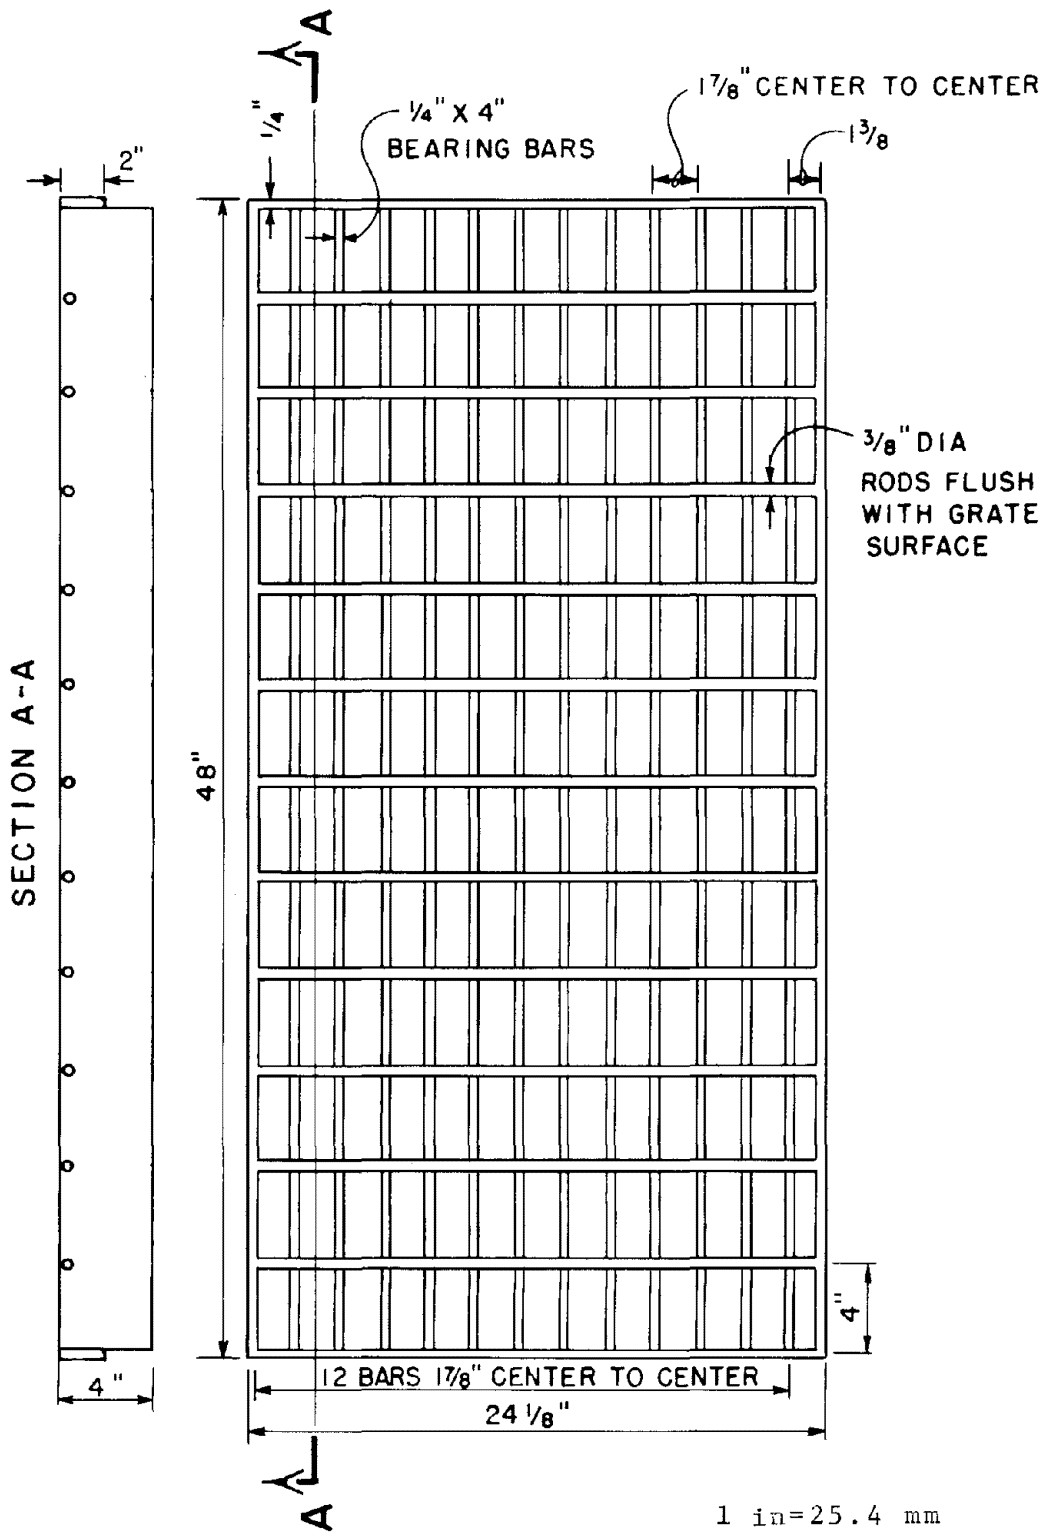 A
1 7/8" CENTER TO CENTER
1/4"
1/4" X 4"
BEARING BARS
1 3/8
2"
3/8" DIA
RODS FLUSH
WITH GRATE
SURFACE
SECTION A-A
48"
4"
4"
12 BARS 1 7/8" CENTER TO CENTER
24 1/8"
A
1 in=25.4 mm